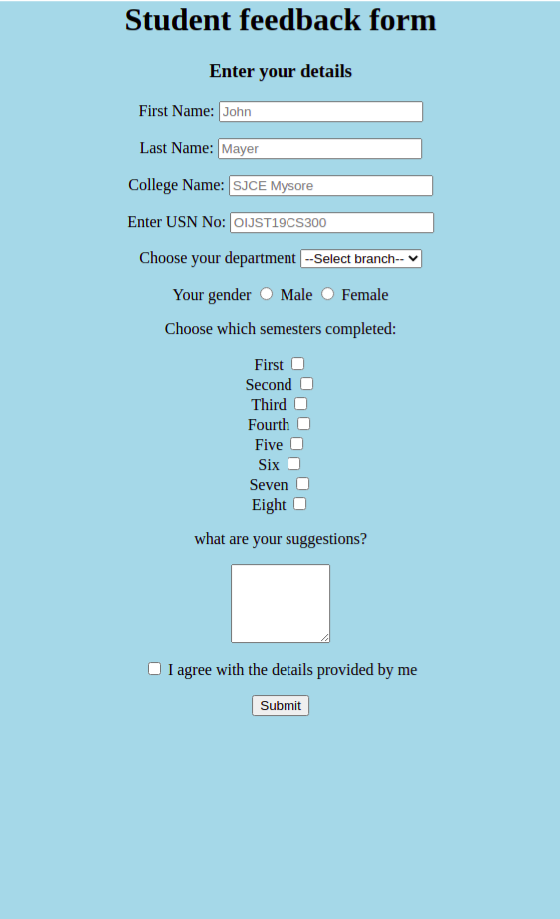 Student feedback form
Enter your details
First Name: John
Last Name: Mayer
College Name: SJCE Mysore
Enter USN No: OIJST19CS300
Choose your department --Select branch--
Your gender Male Female
Choose which semesters completed:
First
Second
Third
Fourth
Five
Six
Seven
Eight
what are your suggestions?
I agree with the details provided by me
Submit